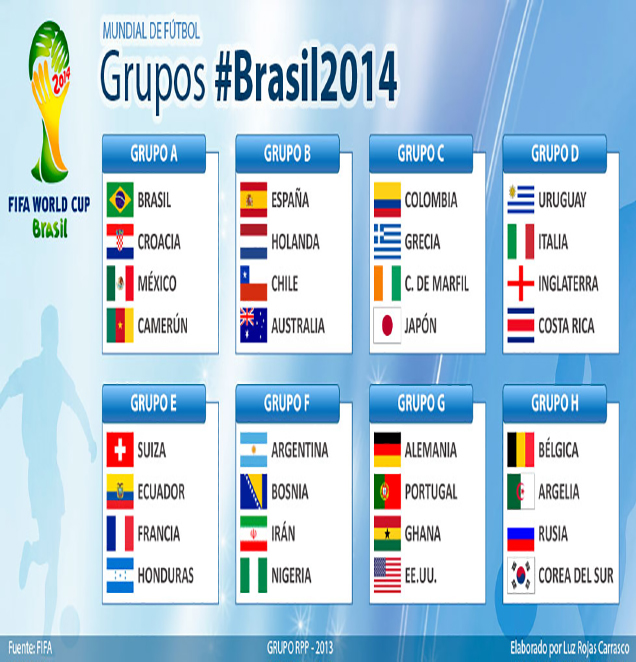 MUNDIAL DE FÚTBOL
Grupos #Brasil2014
2014
FIFA WORLD CUP
Brasil
GRUPO A
BRASIL
CROACIA
MÉXICO
CAMERÚN
GRUPO B
ESPAÑA
HOLANDA
CHILE
AUSTRALIA
GRUPO C
COLOMBIA
GRECIA
C. DE MARFIL
JAPÓN
GRUPO D
URUGUAY
ITALIA
INGLATERRA
COSTA RICA
GRUPO E
SUIZA
ECUADOR
FRANCIA
HONDURAS
GRUPO F
ARGENTINA
BOSNIA
IRÁN
NIGERIA
GRUPO G
ALEMANIA
PORTUGAL
GHANA
EE.UU.
GRUPO H
BÉLGICA
ARGELIA
RUSIA
COREA DEL SUR
Fuente: FIFA
GRUPO RPP - 2013
Elaborado por Luz Rojas Carrasco